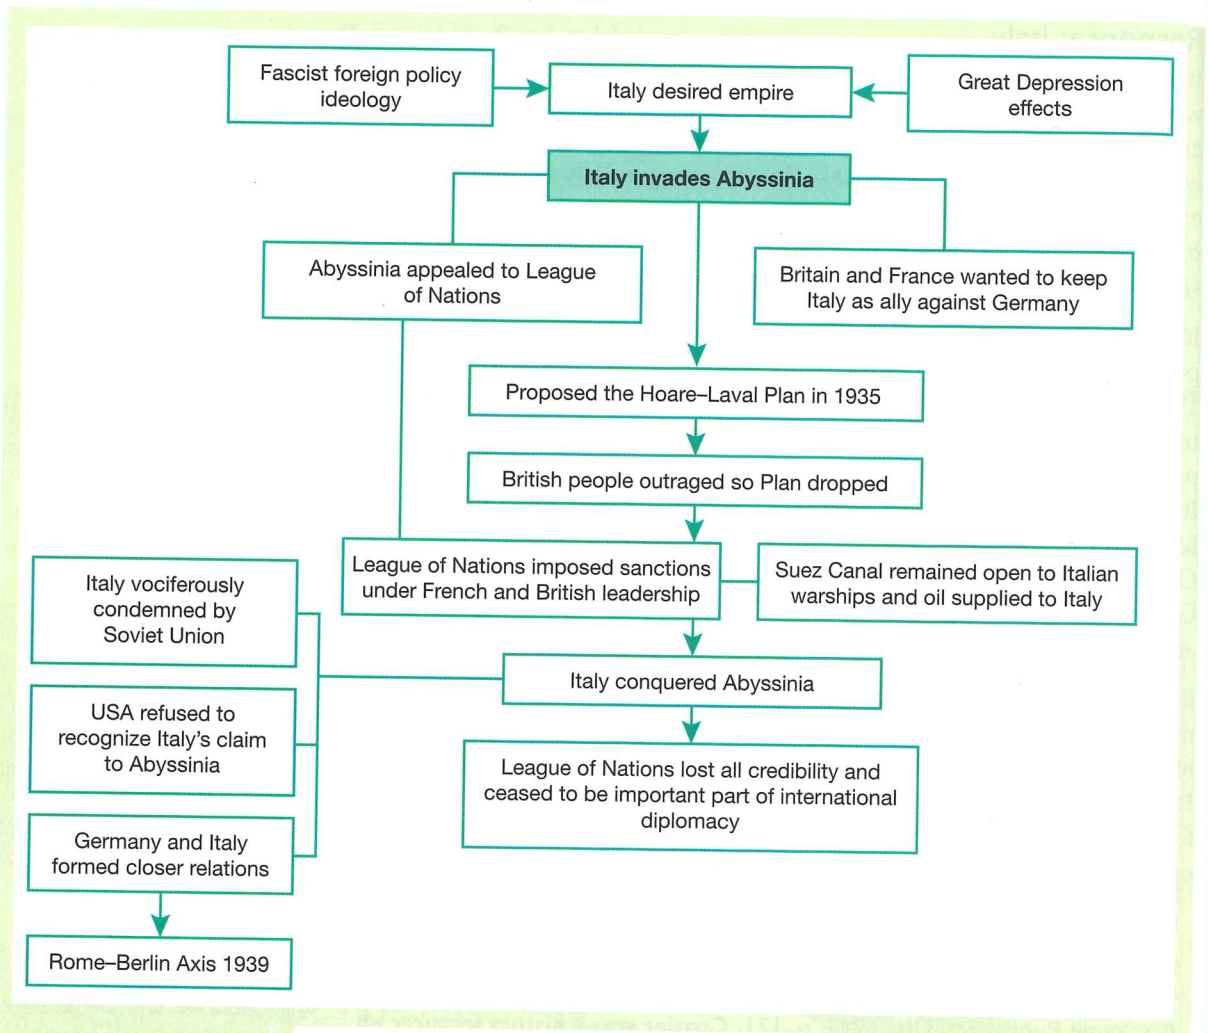 Fascist foreign policy
ideology
Italy desired empire
Great Depression
effects
Italy invades Abyssinia
Abyssinia appealed to League
of Nations
Britain and France wanted to keep
Italy as ally against Germany
Proposed the Hoare–Laval Plan in 1935
British people outraged so Plan dropped
League of Nations imposed sanctions
under French and British leadership
Suez Canal remained open to Italian
warships and oil supplied to Italy
Italy vociferously
condemned by
Soviet Union
Italy conquered Abyssinia
USA refused to
recognize Italy's claim
to Abyssinia
League of Nations lost all credibility and
ceased to be important part of international
diplomacy
Germany and Italy
formed closer relations
Rome–Berlin Axis 1939